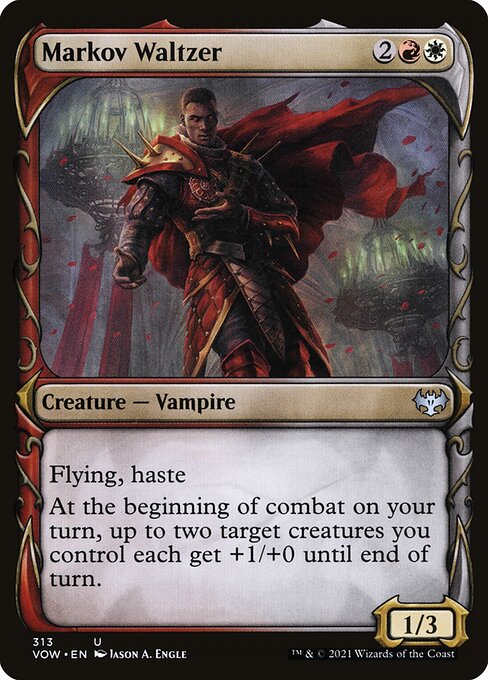 Markov Waltzer 2
Creature — Vampire
Flying, haste
At the beginning of combat on your
turn, up to two target creatures you
control each get +1/+0 until end of
turn.
1/3
313 U
VOW • EN Jason A. Engle ™ & © 2021 Wizards of the Coast